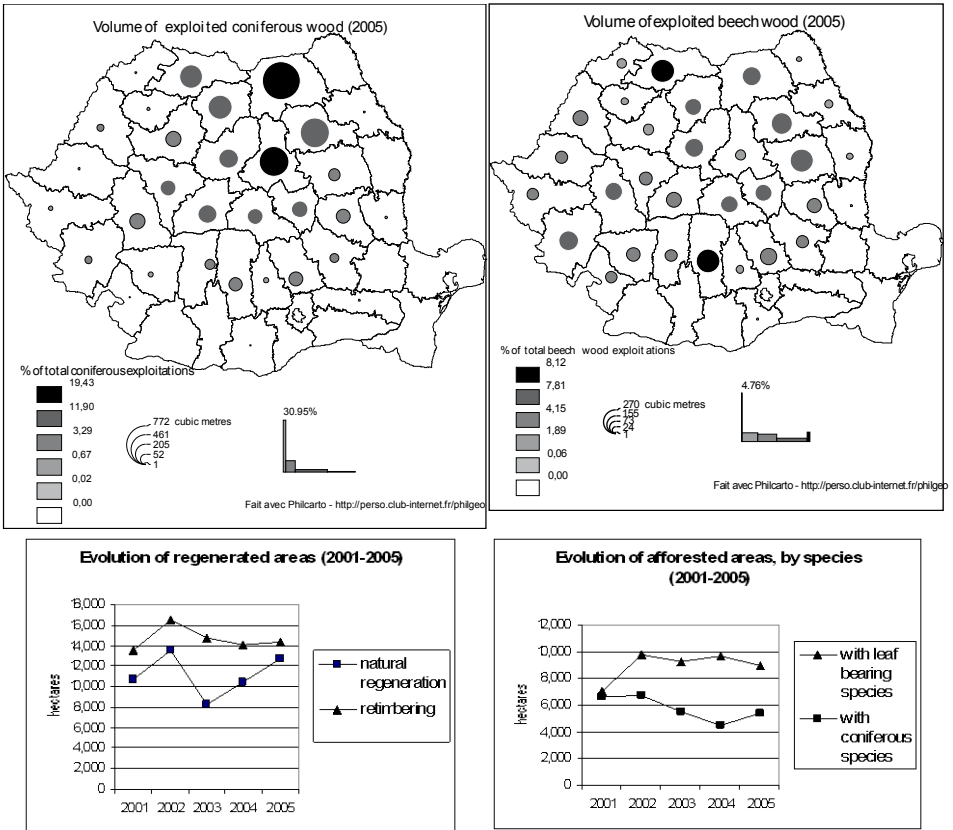 Volume of exploited coniferous wood (2005)
% of total coniferous exploitations
19,43
11,90
3,29
0,67
0,02
0,00
772 cubic metres
461
205
52
1
30.95%
Fait avec Philcarto - http://perso.club-internet.fr/philgeo
Volume of exploited beech wood (2005)
% of total beech wood exploitations
8,12
7,81
4,15
1,89
0,06
0,00
270 cubic metres
155
73
24
1
4.76%
Fait avec Philcarto - http://perso.club-internet.fr/philgeo
Evolution of regenerated areas (2001-2005)
hectares
18,000
16,000
14,000
12,000
10,000
8,000
6,000
4,000
2,000
0
2001 2002 2003 2004 2005
natural
regeneration
retimbering
Evolution of afforested areas, by species
(2001-2005)
hectares
12,000
10,000
8,000
6,000
4,000
2,000
0
2001 2002 2003 2004 2005
with leaf
bearing
species
with
coniferous
species